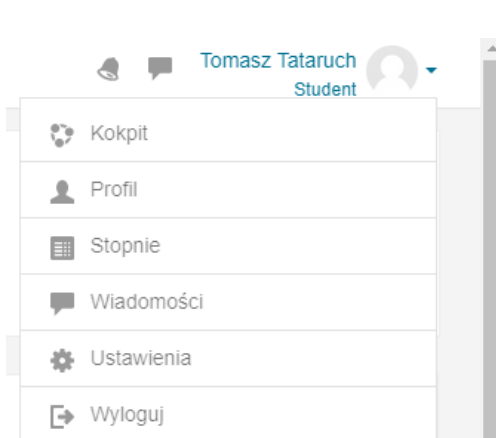 Tomasz Tataruch
Student
Kokpit
Profil
Stopnie
Wiadomości
Ustawienia
Wyloguj